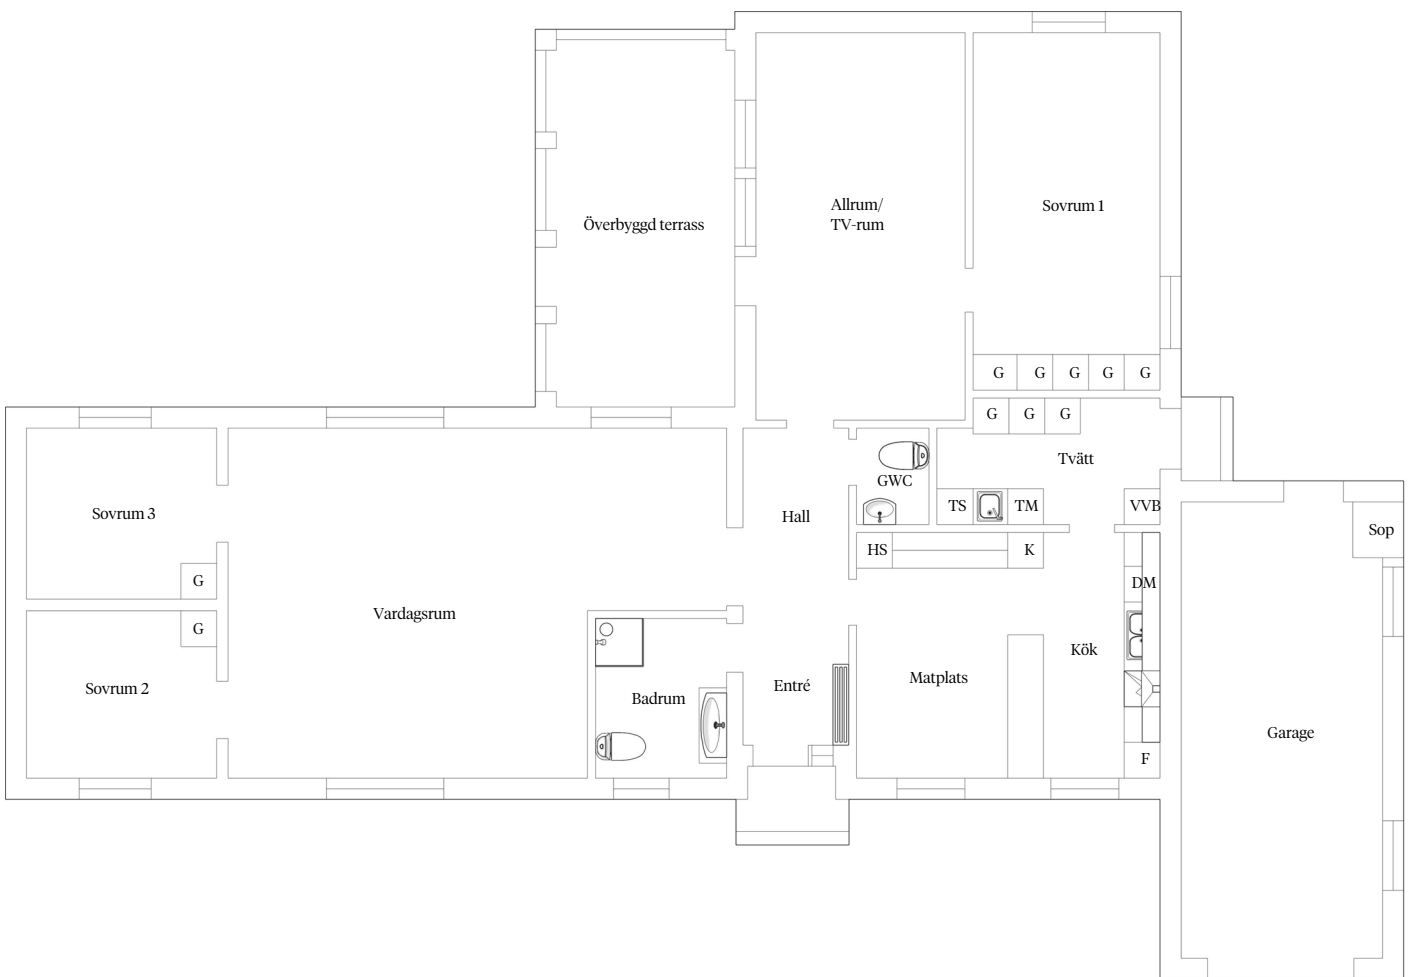 Överbyggd terrass
Allrum/
TV-rum
Sovrum 1
G G G G G
G G G
Tvätt
GWC
TS TM VVB
Sovrum 3
Hall
Sop
HS K
G
DM
G
Vardagsrum
Kök
Sovrum 2
Badrum
Entré
Matplats
Garage
F